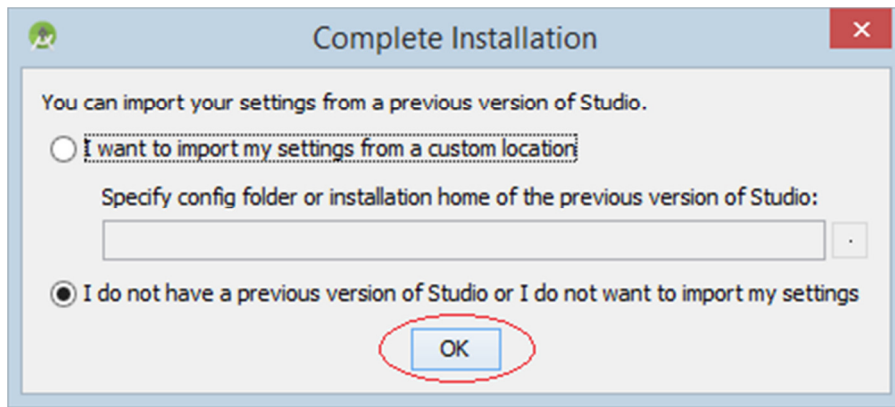 Complete Installation
You can import your settings from a previous version of Studio.
I want to import my settings from a custom location
Specify config folder or installation home of the previous version of Studio:
.
I do not have a previous version of Studio or I do not want to import my settings
OK